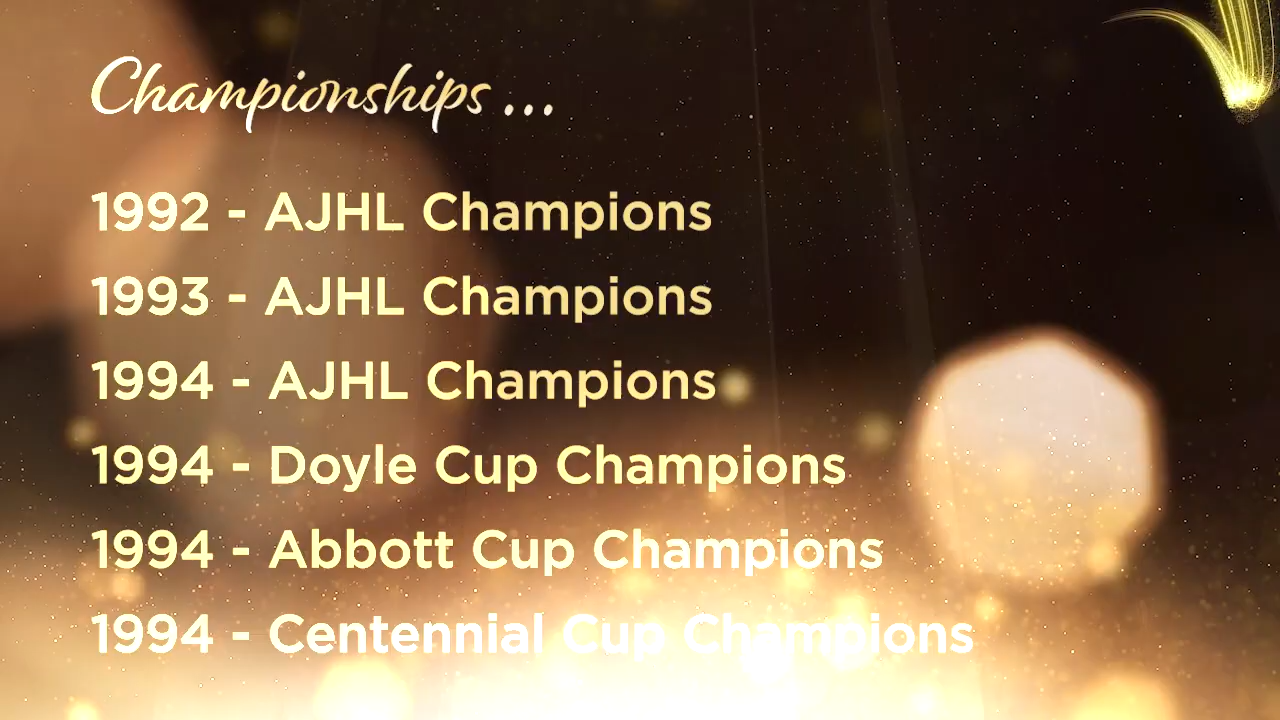 Championships ...
1992 - AJHL Champions
1993 - AJHL Champions
1994 - AJHL Champions
1994 - Doyle Cup Champions
1994 - Abbott Cup Champions
1994 - Centennial Cup Champions